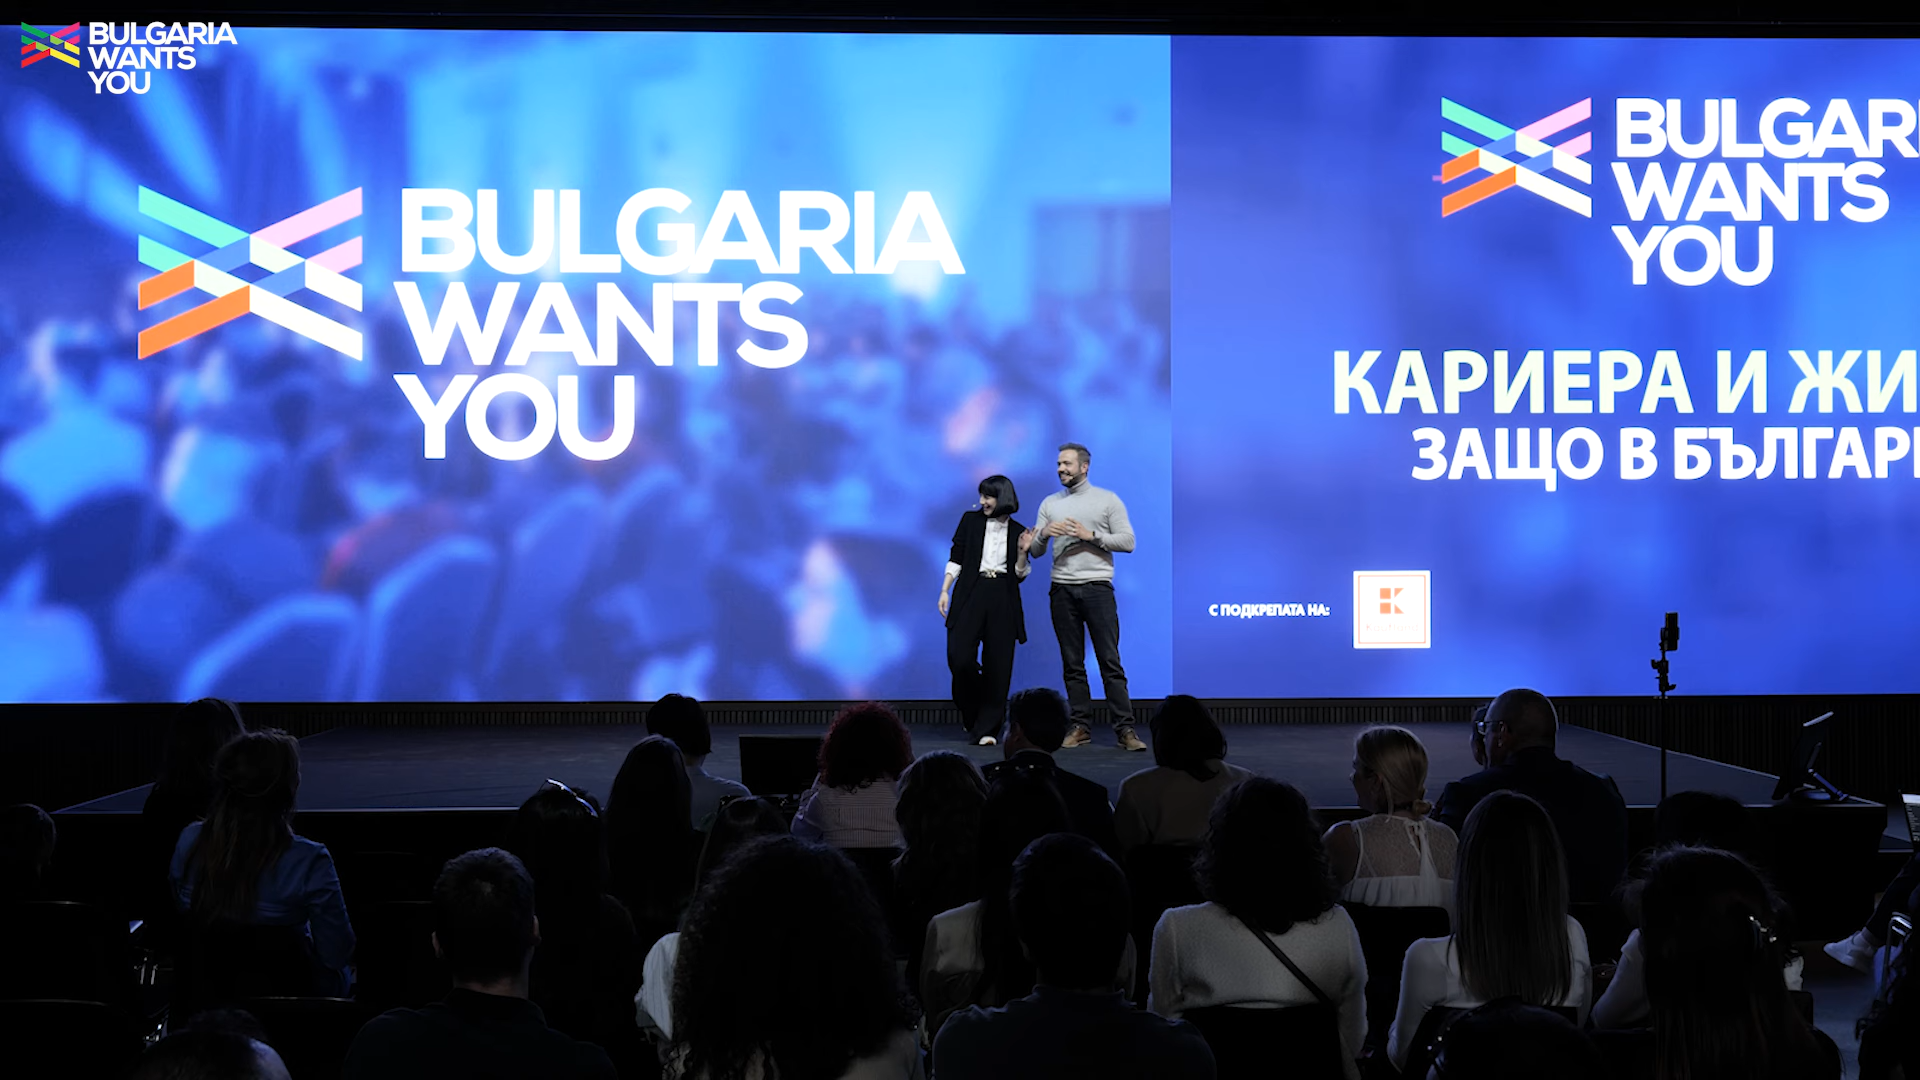 BULGARIA
WANTS
YOU
BULGARIA
WANTS
YOU
BULGAR
WANTS
YOU
КАРИЕРА И ЖИ
ЗАЩО В БЪЛГАР
С ПОДКРЕПАТА НА:
K